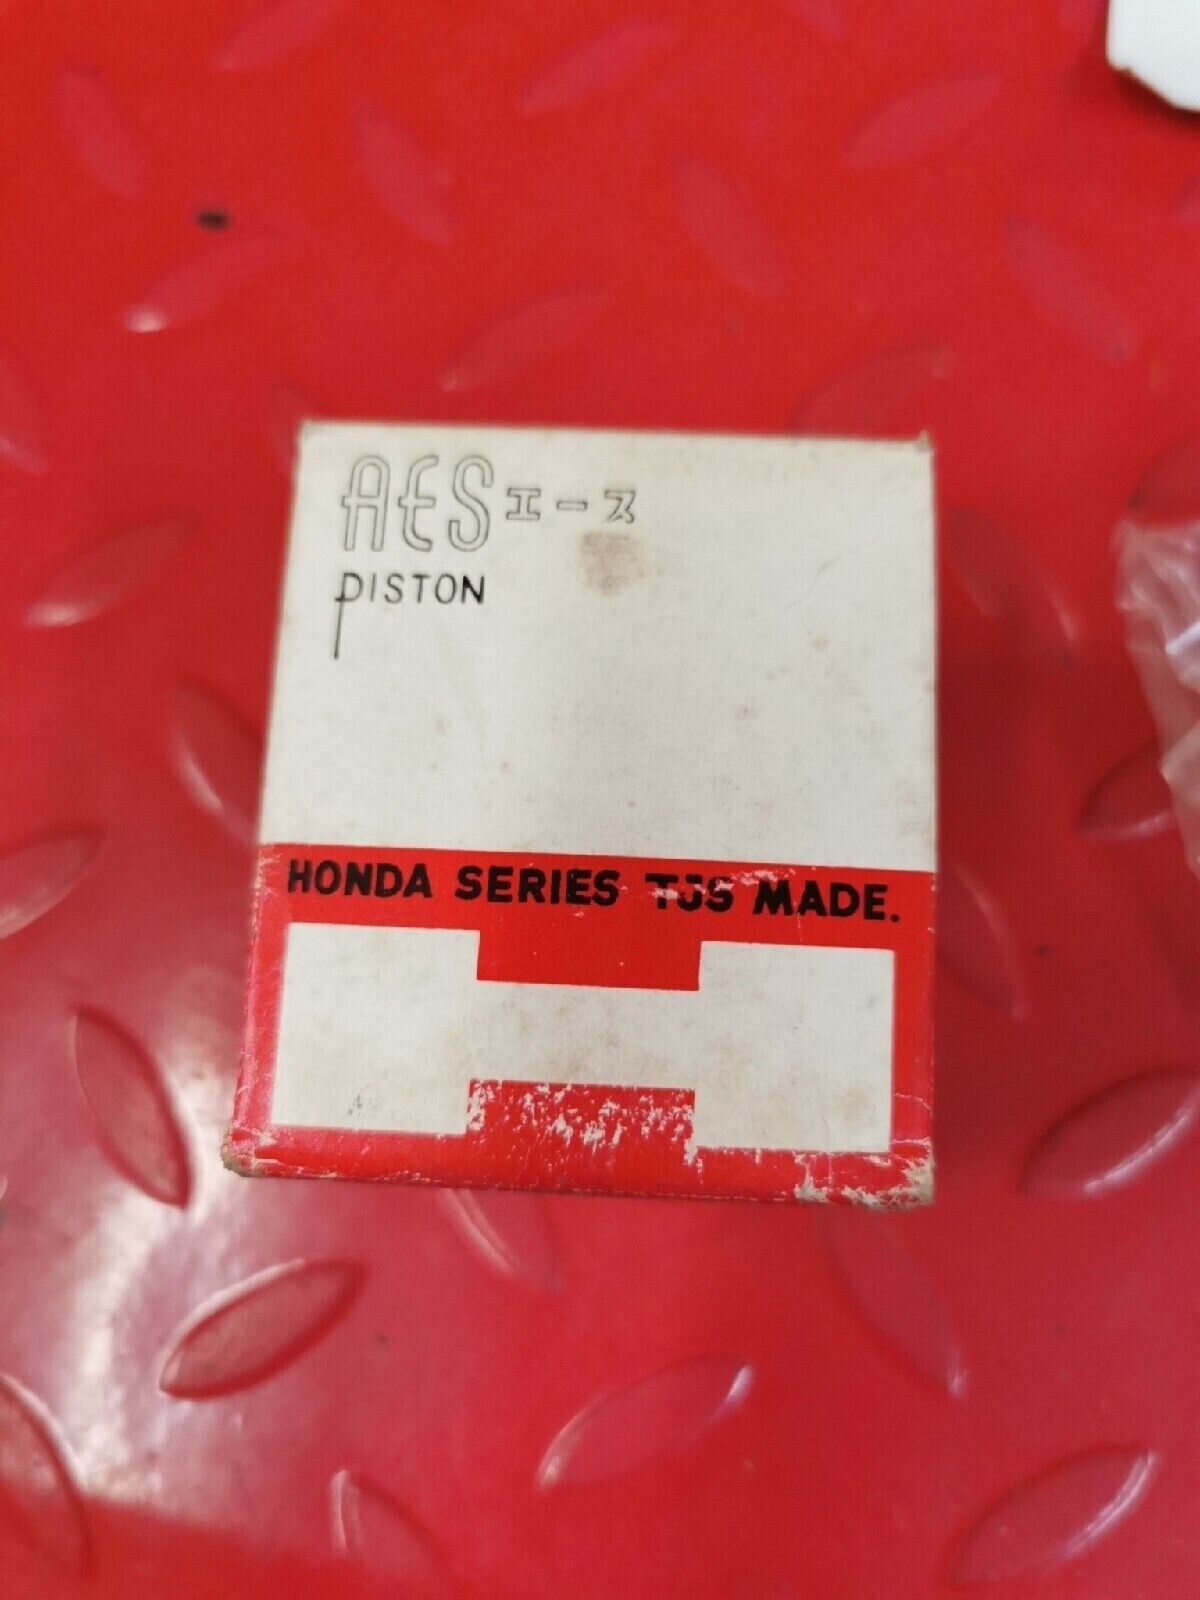 AES エース
PISTON
HONDA SERIES TJS MADE.